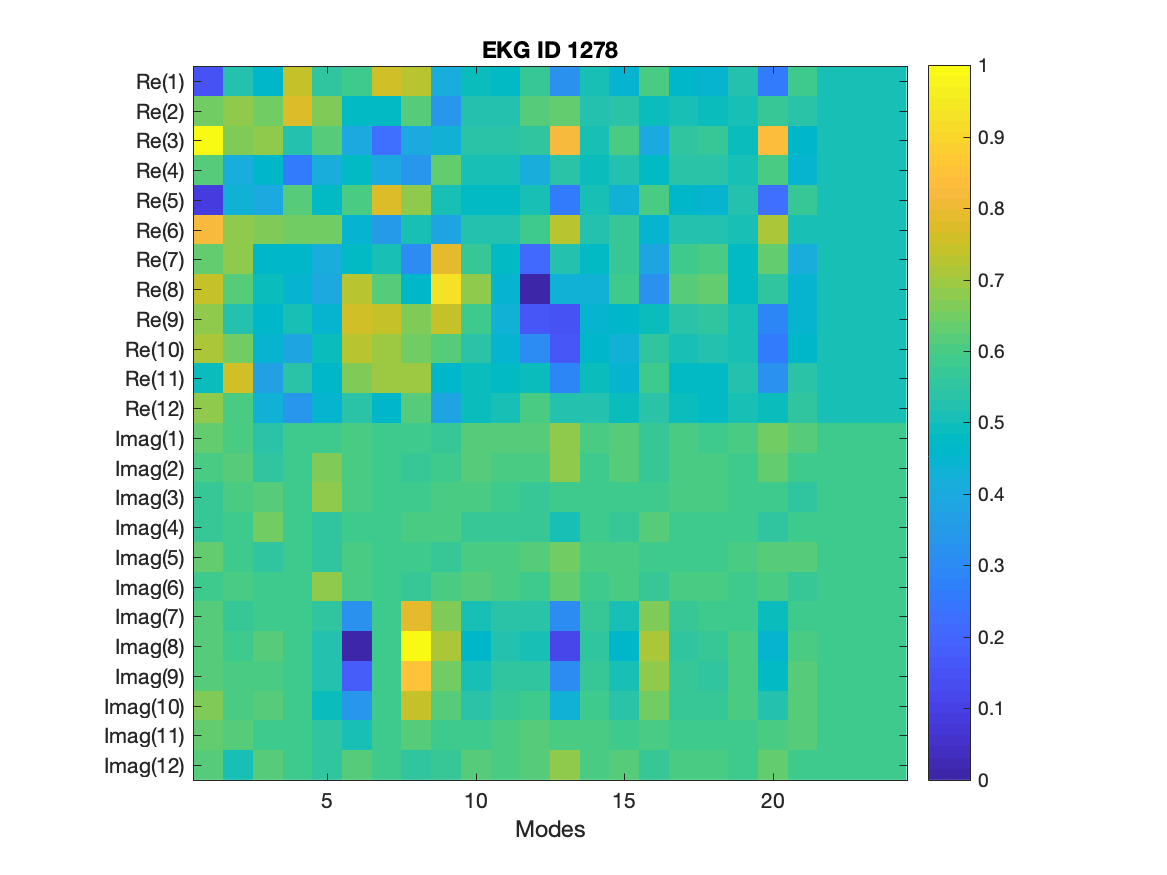 EKG ID 1278
Re(1)
Re(2)
Re(3)
Re(4)
Re(5)
Re(6)
Re(7)
Re(8)
Re(9)
Re(10)
Re(11)
Re(12)
Imag(1)
Imag(2)
Imag(3)
Imag(4)
Imag(5)
Imag(6)
Imag(7)
Imag(8)
Imag(9)
Imag(10)
Imag(11)
Imag(12)
5 10 15 20
Modes
1
0.9
0.8
0.7
0.6
0.5
0.4
0.3
0.2
0.1
0